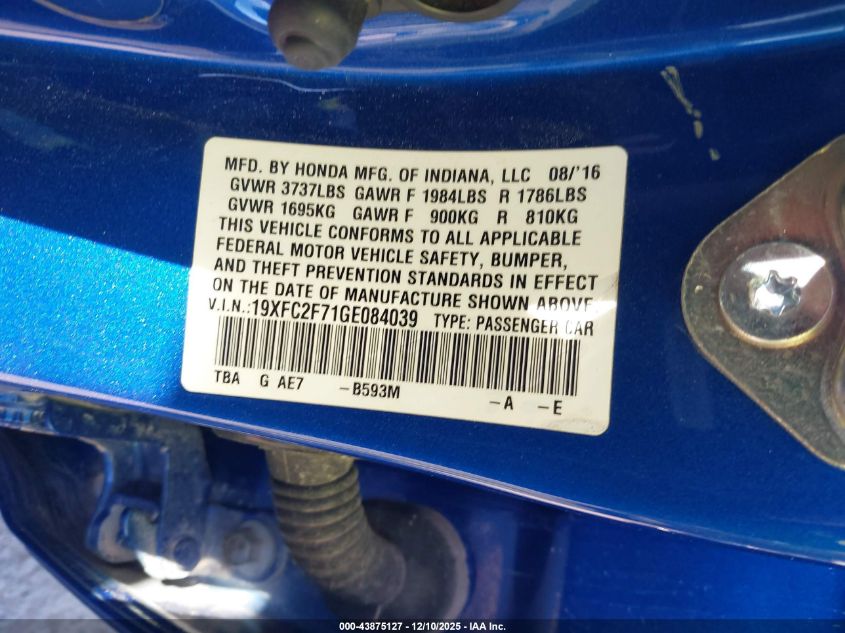 MFD. BY HONDA MFG. OF INDIANA, LLC 08/'16
GVWR 3737LBS GAWR F 1984LBS R 1786LBS
GVWR 1695KG GAWR F 900KG R 810KG
THIS VEHICLE CONFORMS TO ALL APPLICABLE
FEDERAL MOTOR VEHICLE SAFETY, BUMPER,
AND THEFT PREVENTION STANDARDS IN EFFECT
ON THE DATE OF MANUFACTURE SHOWN ABOVE.
V.I.N.:19XFC2F71GE084039 TYPE: PASSENGER CAR
TBA G AE7 -B593M -A -E
000-43875127 - 12/10/2025 - IAA Inc.